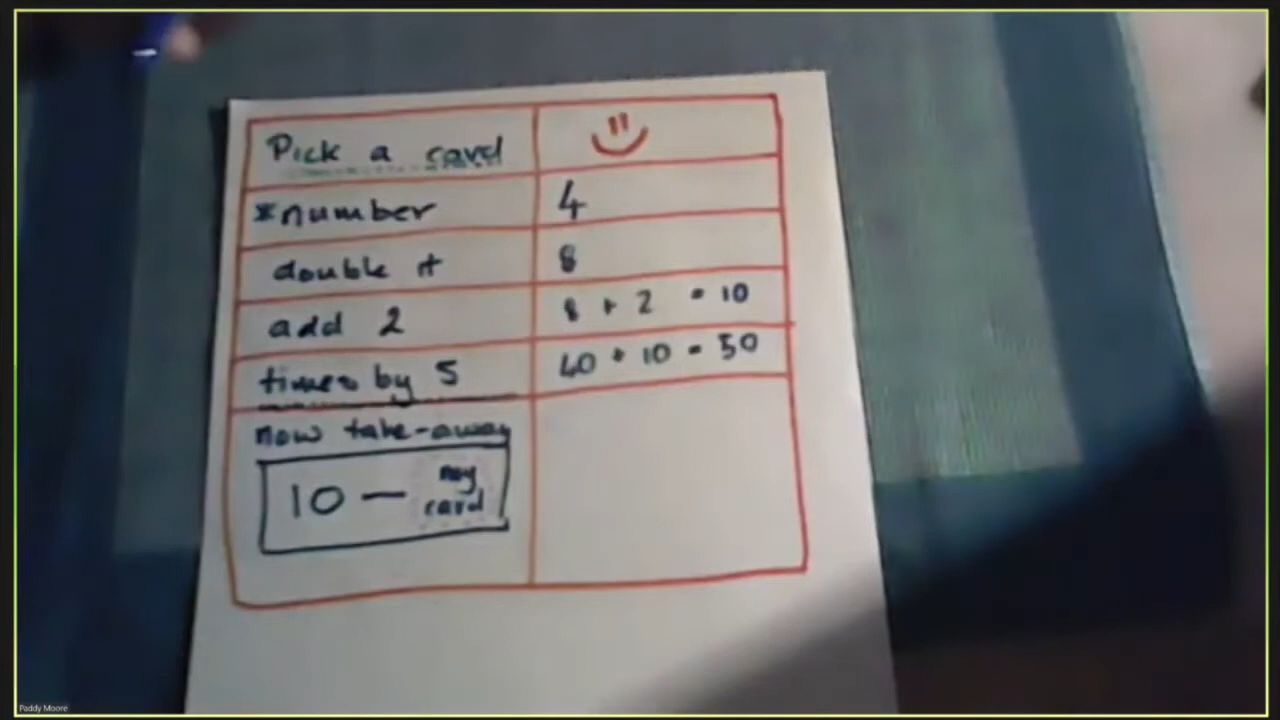 Pick a card
*number 4
double it 8
add 2 8 + 2 = 10
times by 5 40 + 10 = 50
now take-away
10 — my card
Paddy Moore